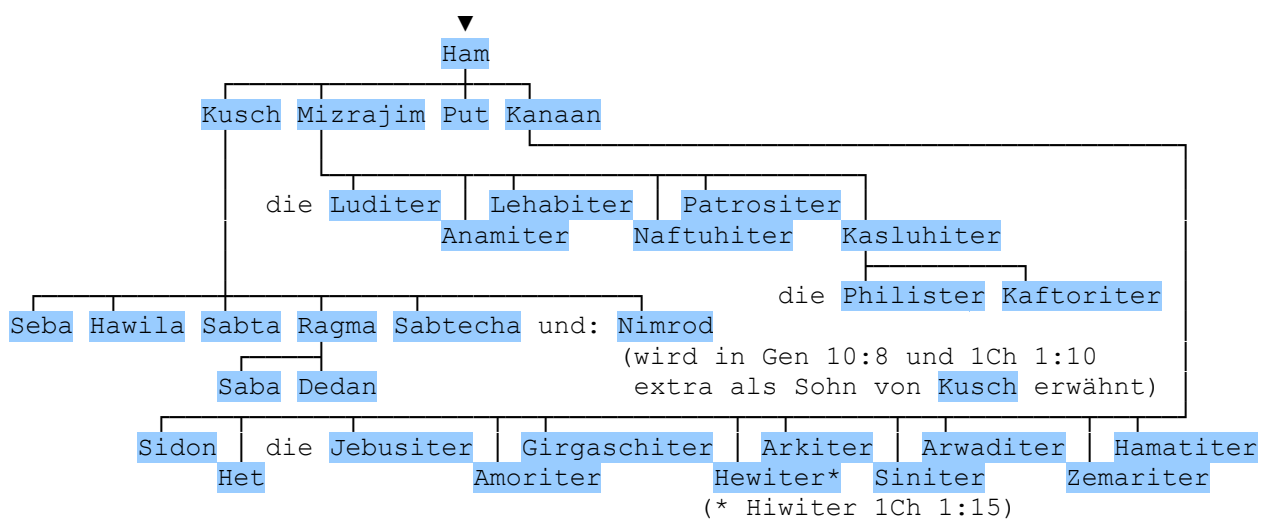 ▼
Ham
Kusch Mizrajim Put Kanaan
die Luditer Lehabiter Patrositer
Anamiter Naftuhiter Kasluhiter
die Philister Kaftoriter
Seba Hawila Sabta Ragma Sabtecha und: Nimrod
(wird in Gen 10:8 und 1Ch 1:10
Saba Dedan extra als Sohn von Kusch erwähnt)
Sidon die Jebusiter Girgaschiter Arkiter Arwaditer Hamatiter
Het Amoriter Hewiter* Siniter Zemariter
(* Hiwiter 1Ch 1:15)